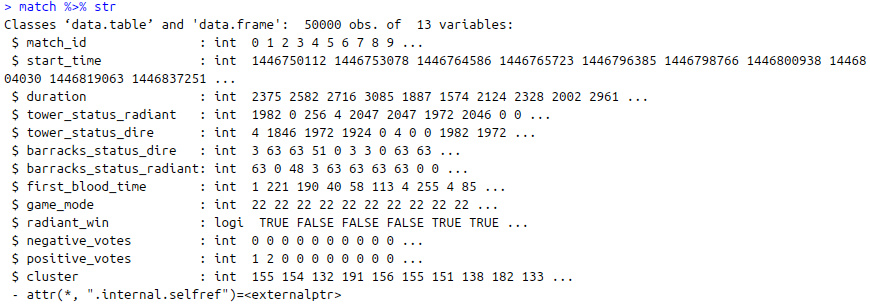 > match %>% str
Classes ‘data.table’ and 'data.frame':  50000 obs. of  13 variables:
 $ match_id               : int  0 1 2 3 4 5 6 7 8 9 ...
 $ start_time             : int  1446750112 1446753078 1446764586 1446765723 1446796385 1446798766 1446800938 14468
04030 1446819063 1446837251 ...
 $ duration               : int  2375 2582 2716 3085 1887 1574 2124 2328 2002 2961 ...
 $ tower_status_radiant   : int  1982 0 256 4 2047 2047 1972 2046 0 0 ...
 $ tower_status_dire      : int  4 1846 1972 1924 0 4 0 0 1982 1972 ...
 $ barracks_status_dire   : int  3 63 63 51 0 3 3 0 63 63 ...
 $ barracks_status_radiant: int  63 0 48 3 63 63 63 63 0 0 ...
 $ first_blood_time       : int  1 221 190 40 58 113 4 255 4 85 ...
 $ game_mode              : int  22 22 22 22 22 22 22 22 22 22 ...
 $ radiant_win            : logi  TRUE FALSE FALSE FALSE TRUE TRUE ...
 $ negative_votes         : int  0 0 0 0 0 0 0 0 0 0 ...
 $ positive_votes         : int  1 2 0 0 0 0 0 0 0 0 ...
 $ cluster                : int  155 154 132 191 156 155 151 138 182 133 ...
 - attr(*, ".internal.selfref")=<externalptr>